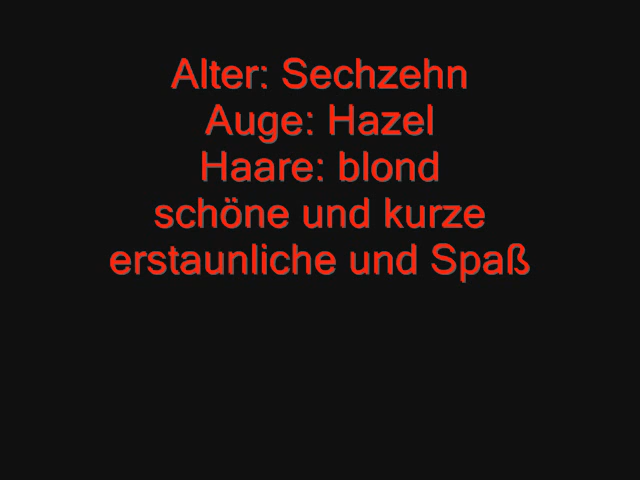 Alter: Sechzehn
Auge: Hazel
Haare: blond
schöne und kurze
erstaunliche und Spaß